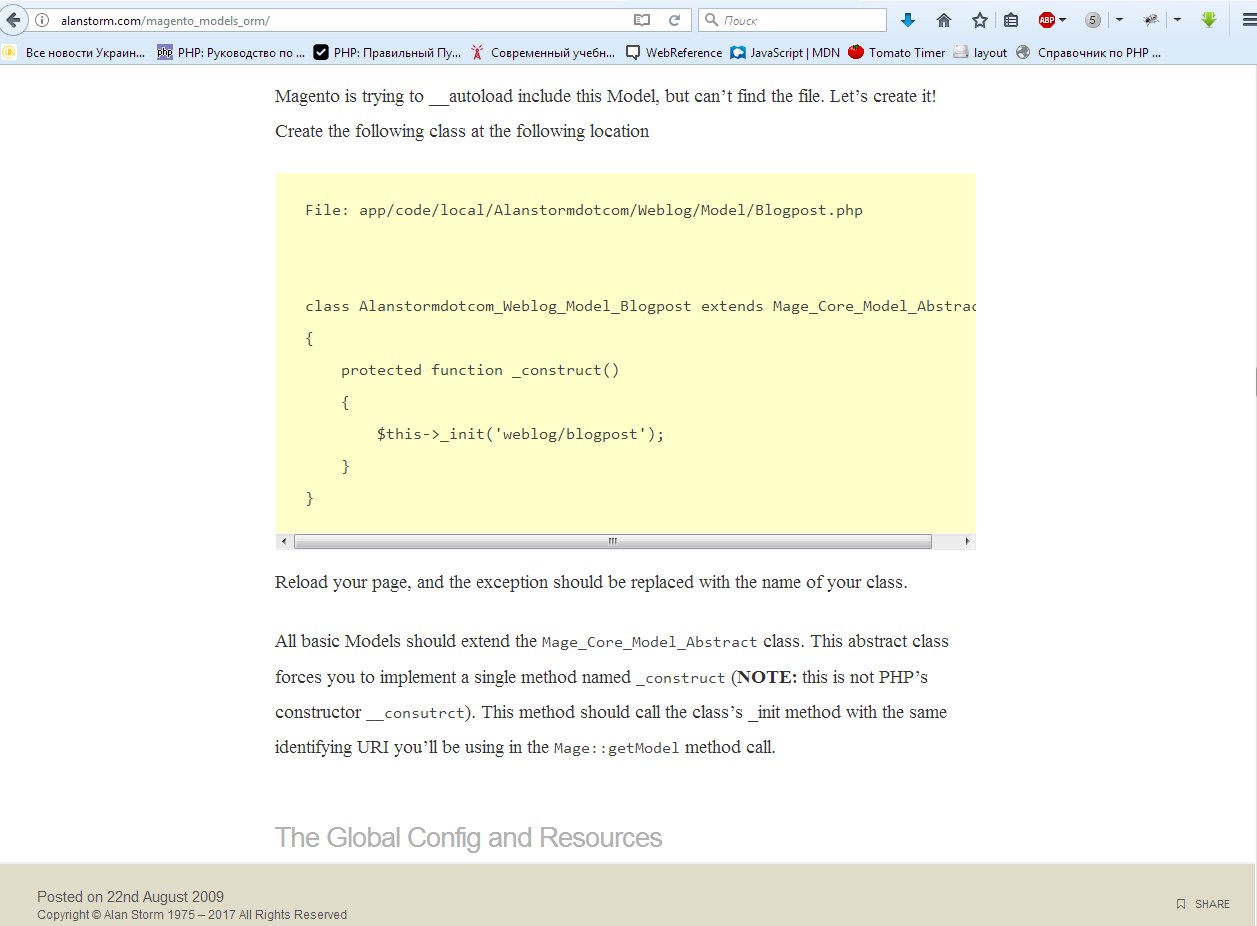 alanstorm.com/magento_models_orm/
Поиск
ABP
5
Все новости Украин...
php PHP: Руководство по ...
PHP: Правильный Пу...
Современный учебн...
WebReference
JavaScript | MDN
Tomato Timer
layout
Справочник по PHP ...
Magento is trying to __autoload include this Model, but can’t find the file. Let’s create it!
Create the following class at the following location
File: app/code/local/Alanstormdotcom/Weblog/Model/Blogpost.php
class Alanstormdotcom_Weblog_Model_Blogpost extends Mage_Core_Model_Abstrac
{
protected function _construct()
{
$this->_init('weblog/blogpost');
}
}
Reload your page, and the exception should be replaced with the name of your class.
All basic Models should extend the Mage_Core_Model_Abstract class. This abstract class
forces you to implement a single method named _construct (NOTE: this is not PHP’s
constructor __consutrct). This method should call the class’s _init method with the same
identifying URI you’ll be using in the Mage::getModel method call.
The Global Config and Resources
Posted on 22nd August 2009
Copyright © Alan Storm 1975 – 2017 All Rights Reserved
SHARE